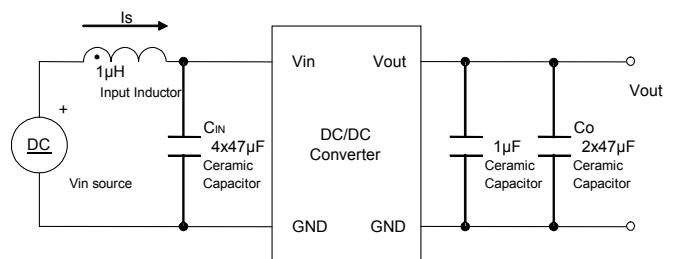 Is
1µH
Input Inductor
+
DC
Vin source
CIN
4x47µF
Ceramic
Capacitor
Vin
Vout
DC/DC
Converter
GND
GND
1µF
Ceramic
Capacitor
Co
2x47µF
Ceramic
Capacitor
Vout